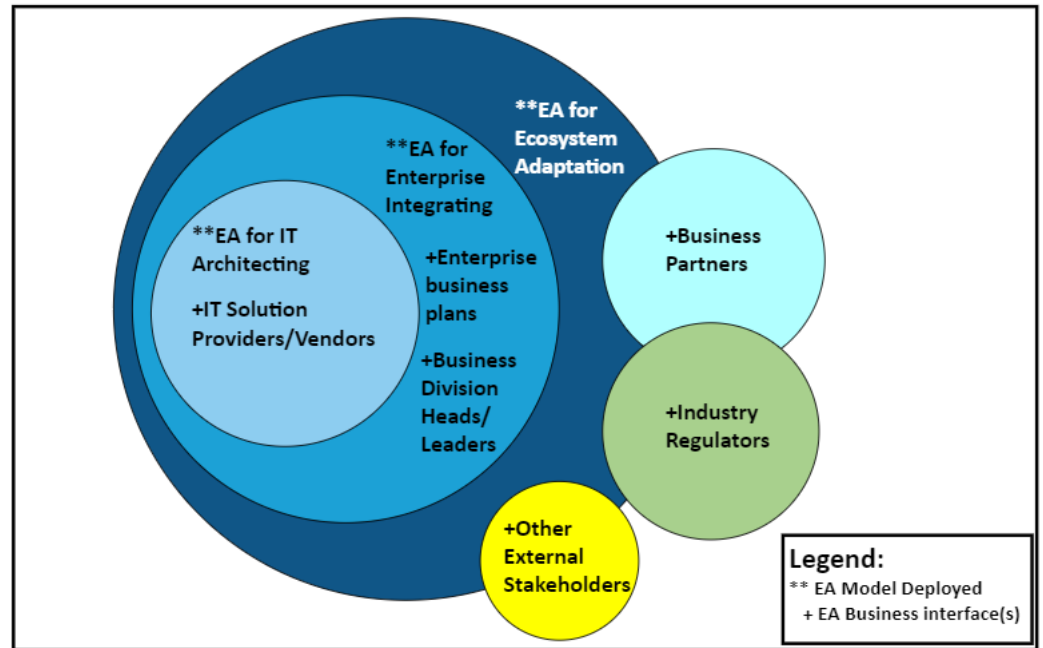 **EA for
Ecosystem
Adaptation
**EA for
Enterprise
Integrating
**EA for IT
Architecting
+IT Solution
Providers/Vendors
+Enterprise
business
plans
+Business
Division
Heads/
Leaders
+Business
Partners
+Industry
Regulators
+Other
External
Stakeholders
Legend:
** EA Model Deployed
+ EA Business interface(s)